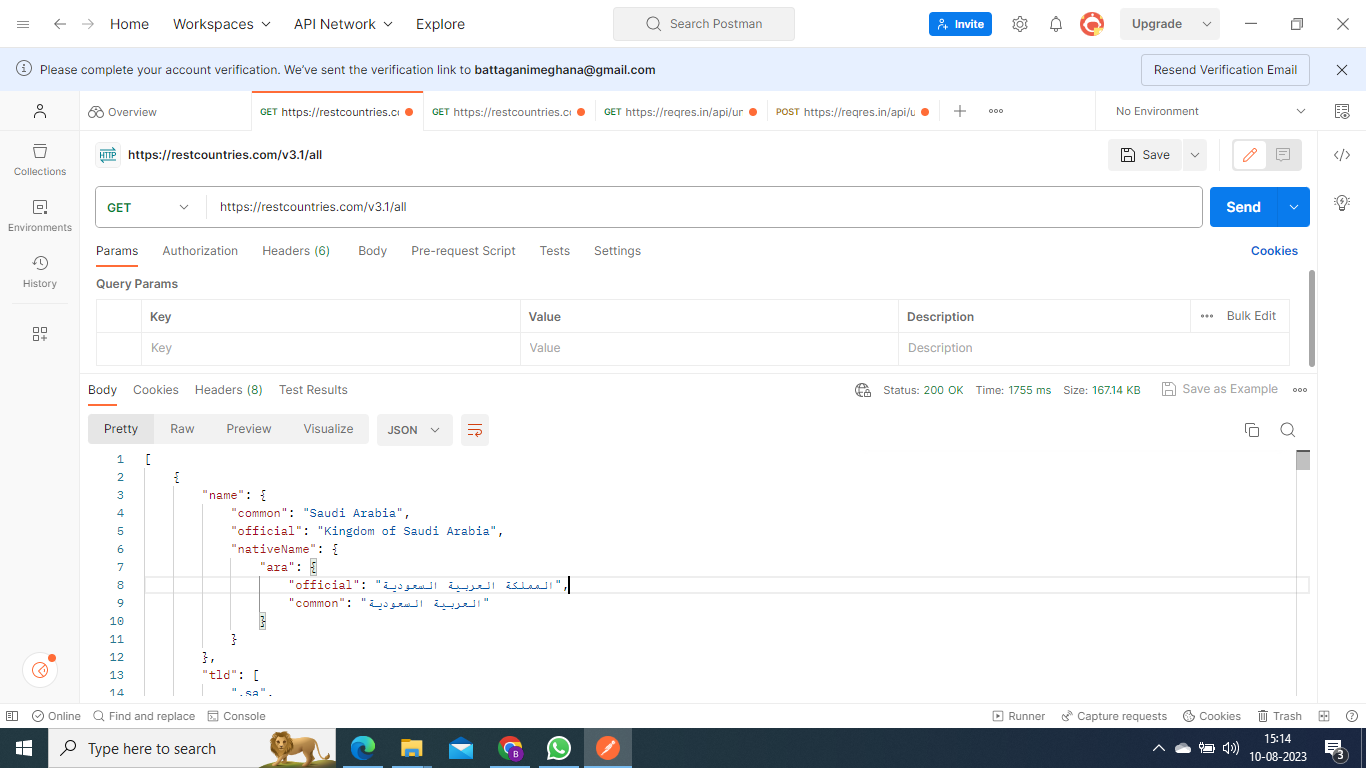 Home Workspaces API Network Explore Search Postman Invite Upgrade
Please complete your account verification. We've sent the verification link to battaganimeghana@gmail.com Resend Verification Email
Overview GET https://restcountries.c GET https://restcountries.c GET https://reqres.in/api/ POST https://reqres.in/api/ No Environment
HTTP https://restcountries.com/v3.1/all Save
Collections
GET https://restcountries.com/v3.1/all Send
Environments
Params Authorization Headers (6) Body Pre-request Script Tests Settings Cookies
History
Query Params
Key Value Description Bulk Edit
Key Value Description
Body Cookies Headers (8) Test Results Status: 200 OK Time: 1755 ms Size: 167.14 KB Save as Example
Pretty Raw Preview Visualize JSON
1 [
2 {
3 "name": {
4 "common": "Saudi Arabia",
5 "official": "Kingdom of Saudi Arabia",
6 "nativeName": {
7 "ara": {
8 "official": "المملكة العربية السعودية",
9 "common": "العربية السعودية"
10 }
11 }
12 },
13 "tld": [
14 ".sa",
Online Find and replace Console Runner Capture requests Cookies Trash
Type here to search B 15:14
10-08-2023 3